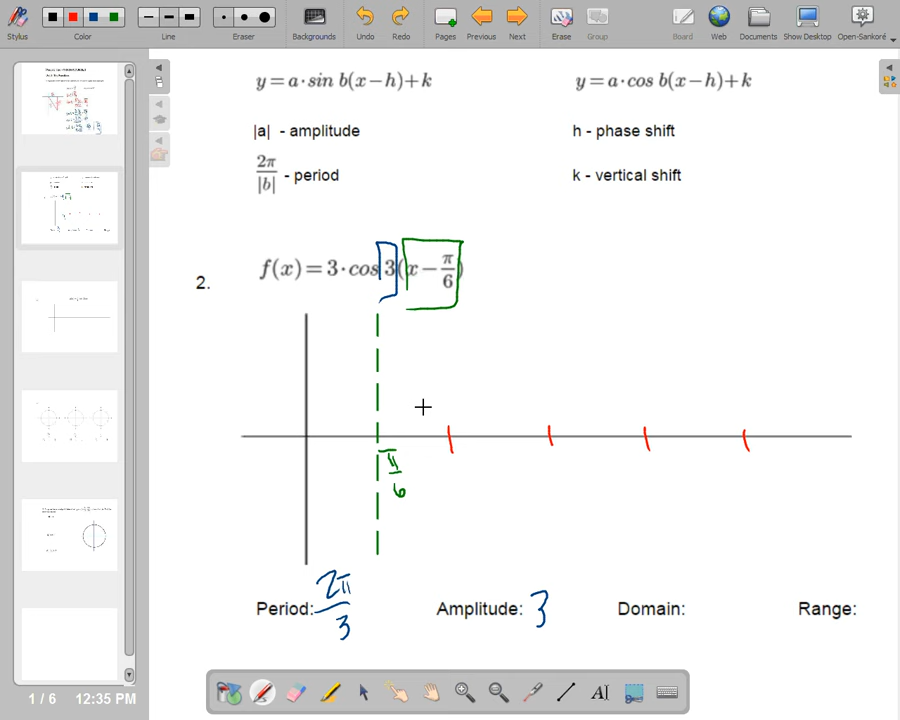 Stylus Color Line Eraser Backgrounds Undo Redo Pages Previous Next Erase Group Board Web Documents Show Desktop Open-Sankoré
y=a·sin b(x−h)+k y=a·cos b(x−h)+k
|a| - amplitude h - phase shift
2π/|b| - period k - vertical shift
2. f(x)=3·cos3(x−π/6)
π/6
Period: 2π/3 Amplitude: 3 Domain: Range:
1 / 6 12:35 PM